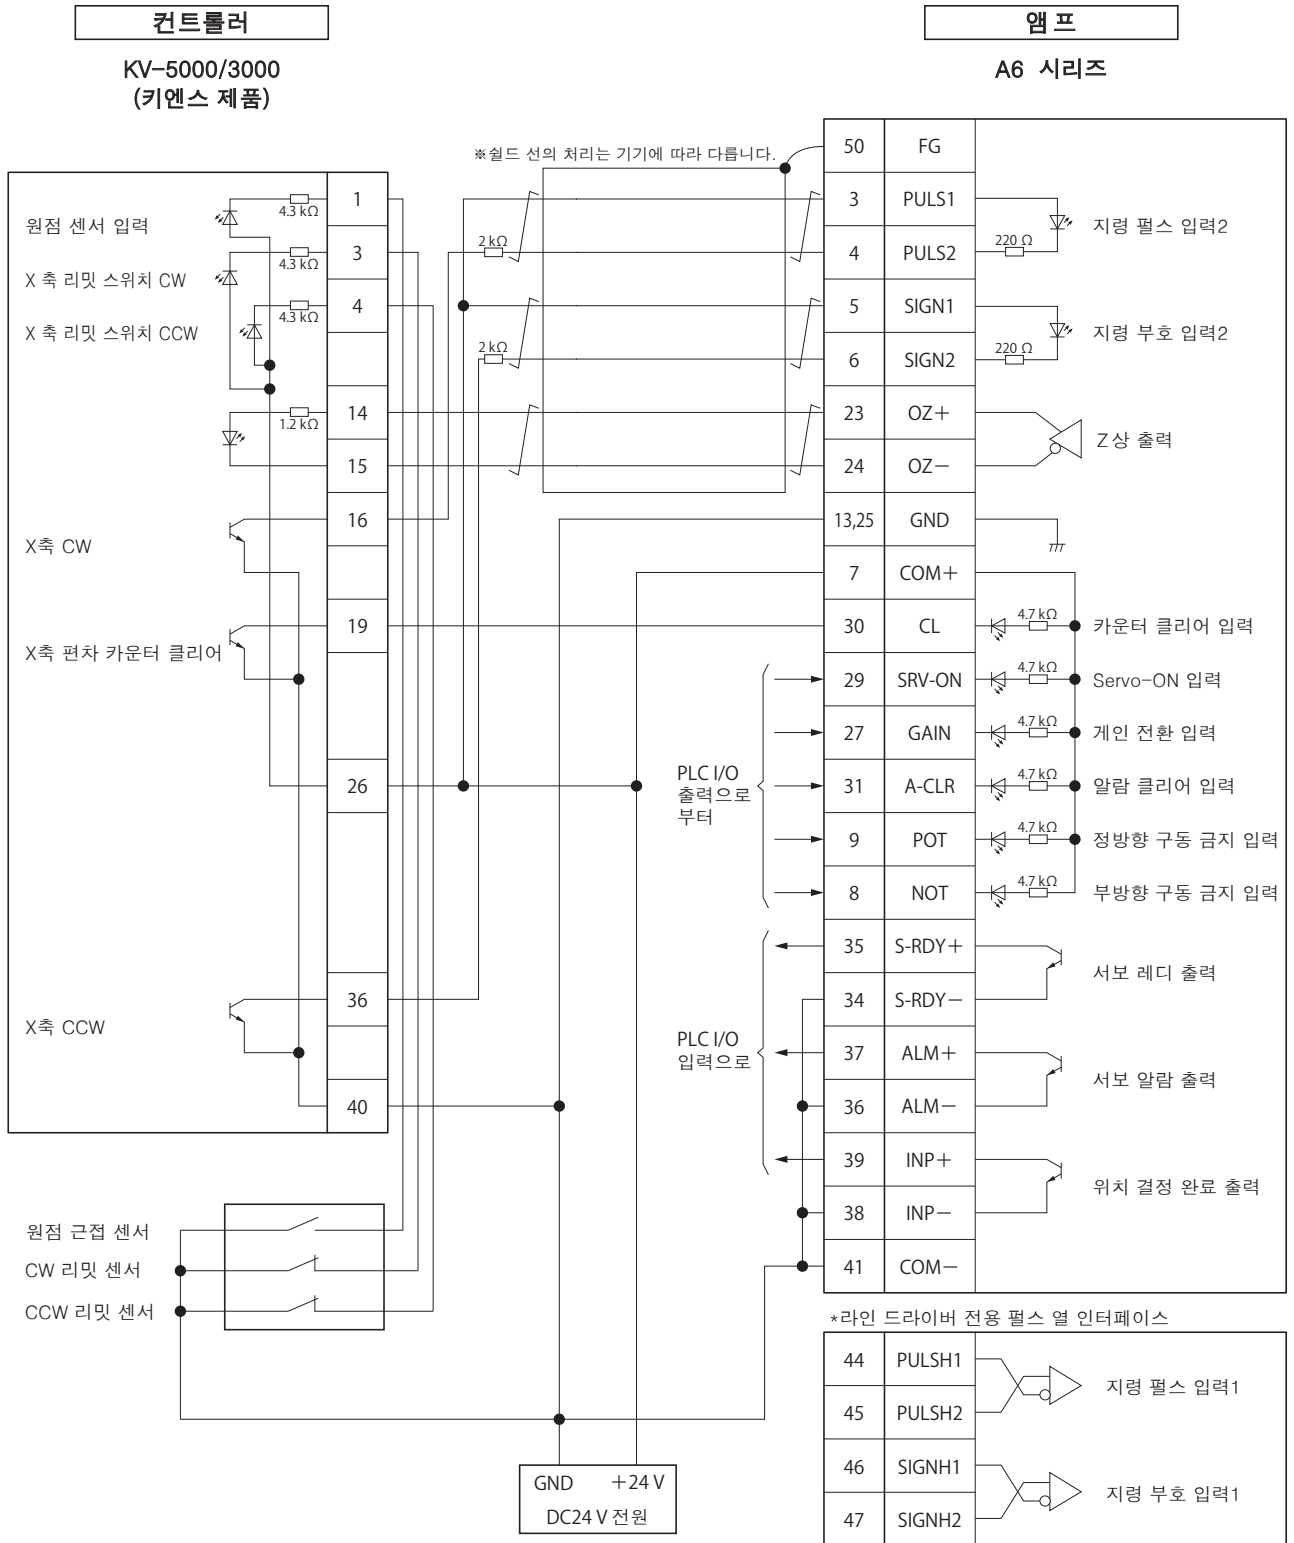 컨트롤러
KV-5000/3000
(키엔스 제품)
앰 프
A6 시리즈
※쉴드 선의 처리는 기기에 따라 다릅니다.
원점 센서 입력
X 축 리밋 스위치 CW
X 축 리밋 스위치 CCW
X축 CW
X축 편차 카운터 클리어
X축 CCW
4.3 kΩ
4.3 kΩ
4.3 kΩ
1.2 kΩ
1
3
4
14
15
16
19
26
36
40
2 kΩ
2 kΩ
50 FG
3 PULS1
4 PULS2
5 SIGN1
6 SIGN2
23 OZ+
24 OZ−
13,25 GND
7 COM+
30 CL
29 SRV-ON
27 GAIN
31 A-CLR
9 POT
8 NOT
35 S-RDY+
34 S-RDY−
37 ALM+
36 ALM−
39 INP+
38 INP−
41 COM−
220 Ω
지령 펄스 입력2
220 Ω
지령 부호 입력2
Z상 출력
4.7 kΩ
카운터 클리어 입력
4.7 kΩ
Servo-ON 입력
4.7 kΩ
게인 전환 입력
4.7 kΩ
알람 클리어 입력
4.7 kΩ
정방향 구동 금지 입력
4.7 kΩ
부방향 구동 금지 입력
서보 레디 출력
서보 알람 출력
위치 결정 완료 출력
PLC I/O
출력으로
부터
PLC I/O
입력으로
원점 근접 센서
CW 리밋 센서
CCW 리밋 센서
GND +24 V
DC24 V 전원
*라인 드라이버 전용 펄스 열 인터페이스
44 PULSH1
45 PULSH2
46 SIGNH1
47 SIGNH2
지령 펄스 입력1
지령 부호 입력1